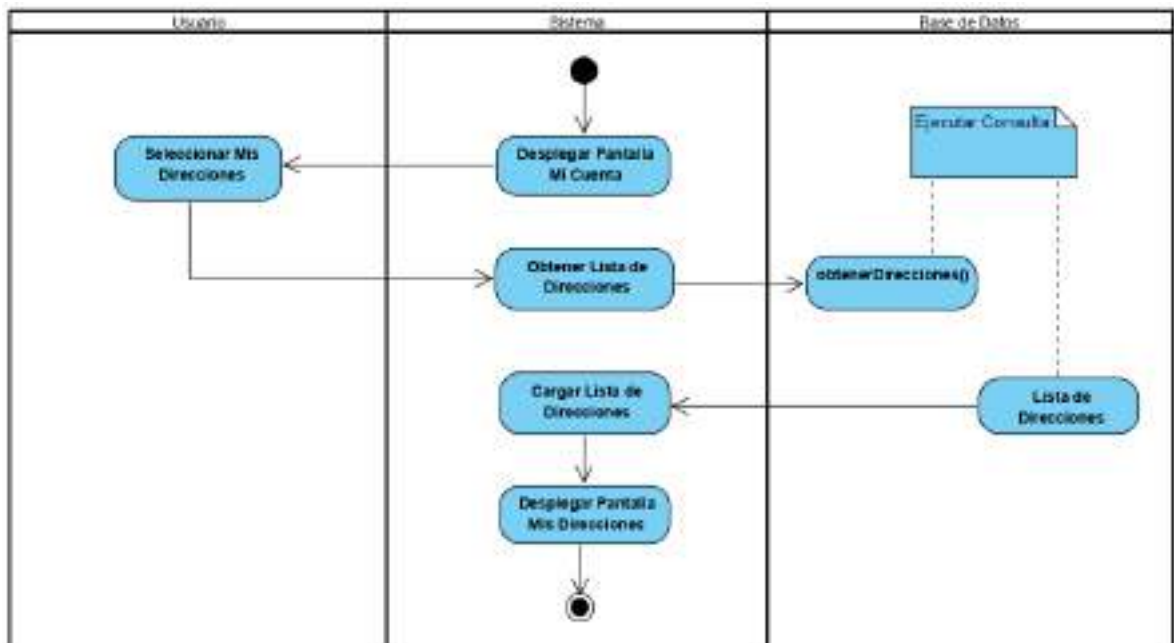 Usuario
Sistema
Base de Datos
Ejecutar Consulta
Seleccionar Mis
Direcciones
Desplegar Pantalla
Mi Cuenta
Obtener Lista de
Direcciones
obtenerDirecciones()
Cargar Lista de
Direcciones
Lista de
Direcciones
Desplegar Pantalla
Mis Direcciones